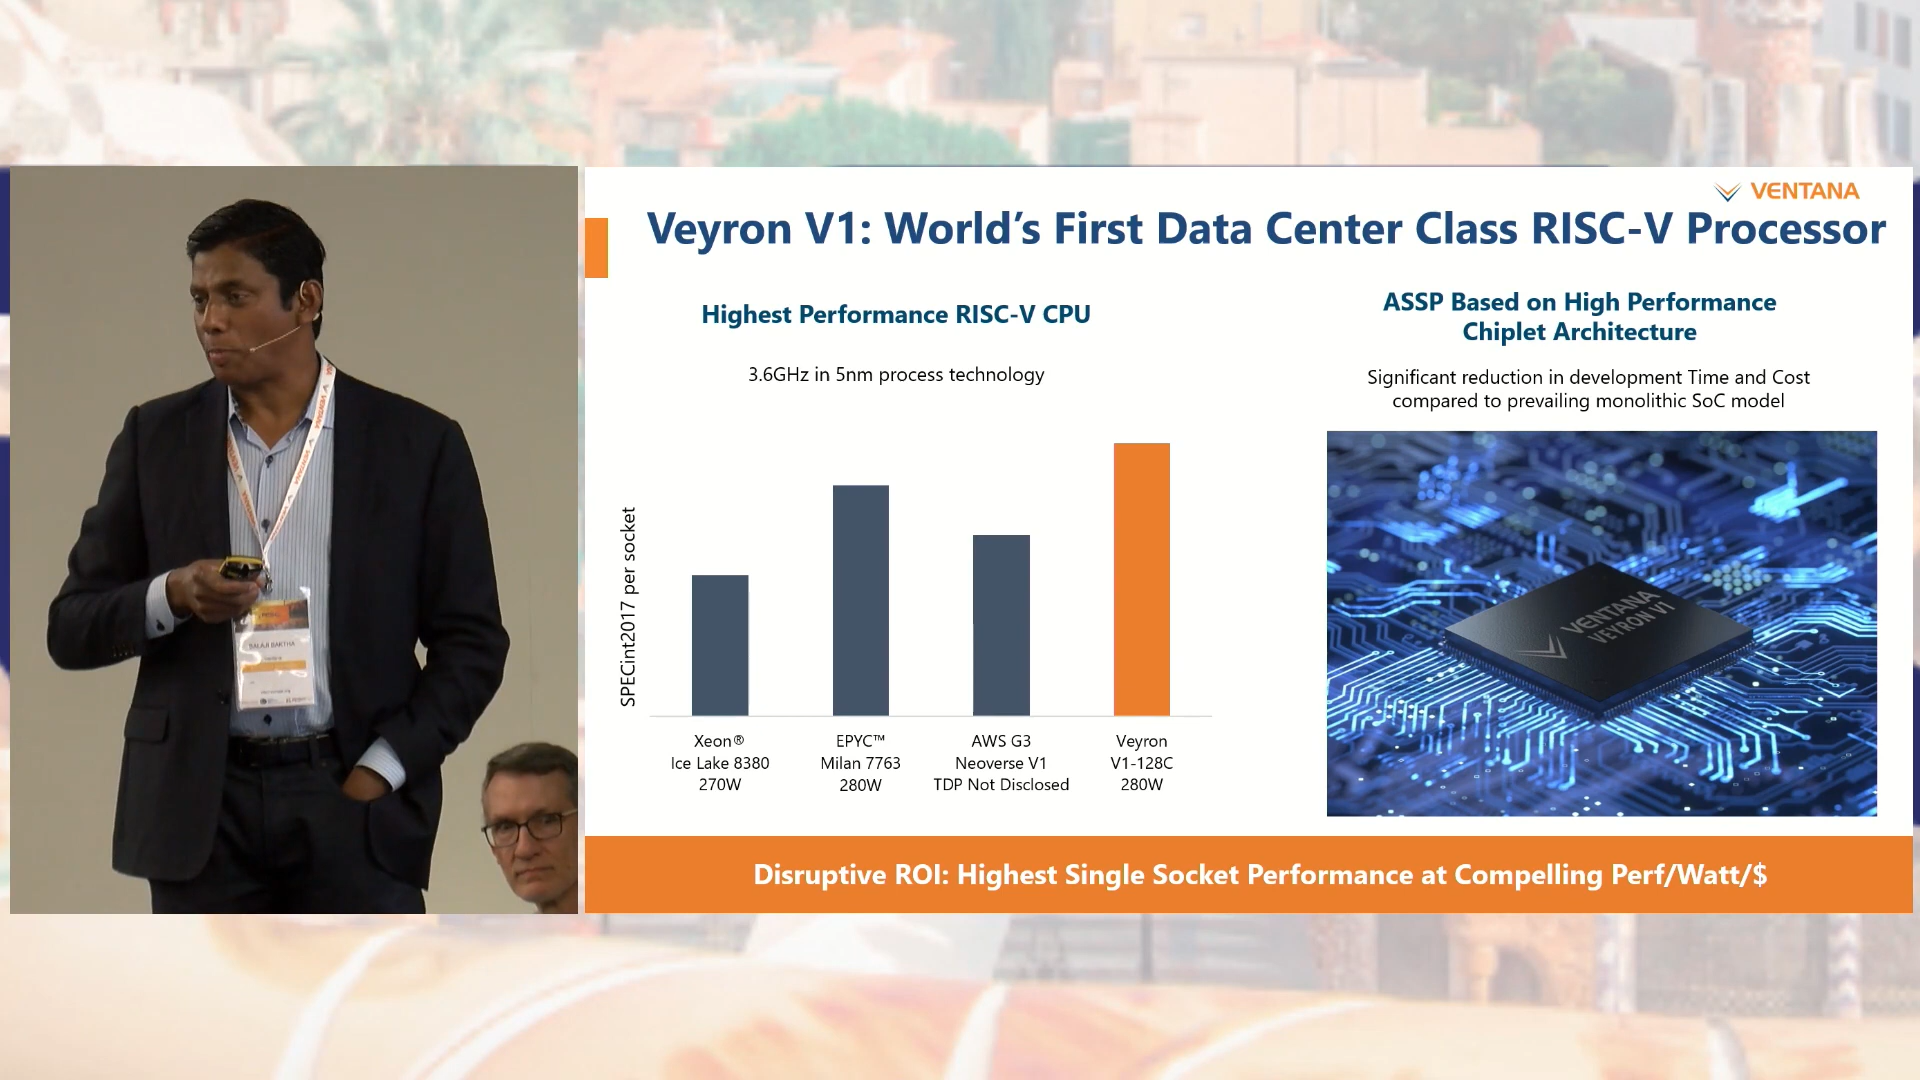 VENTANA
Veyron V1: World's First Data Center Class RISC-V Processor
Highest Performance RISC-V CPU
3.6GHz in 5nm process technology
SPECint2017 per socket
Xeon®
Ice Lake 8380
270W
EPYC™
Milan 7763
280W
AWS G3
Neoverse V1
TDP Not Disclosed
Veyron
V1-128C
280W
ASSP Based on High Performance
Chiplet Architecture
Significant reduction in development Time and Cost
compared to prevailing monolithic SoC model
VENTANA
VEYRON V1
Disruptive ROI: Highest Single Socket Performance at Compelling Perf/Watt/$
VENTANA
BALAJI BAKTHA